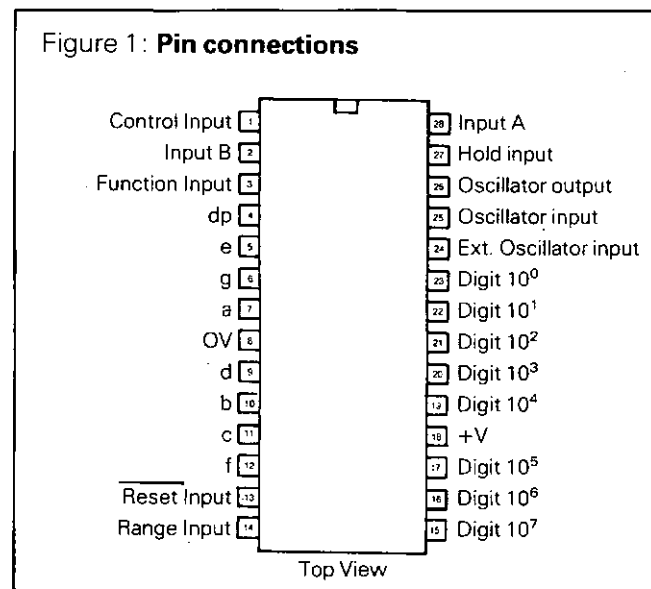 Figure 1: Pin connections
Control Input 1 28 Input A
Input B 2 27 Hold input
Function Input 3 26 Oscillator output
dp 4 25 Oscillator input
e 5 24 Ext. Oscillator input
g 6 23 Digit 10⁰
a 7 22 Digit 10¹
OV 8 21 Digit 10²
d 9 20 Digit 10³
b 10 19 Digit 10⁴
c 11 18 +V
f 12 17 Digit 10⁵
Reset Input 13 16 Digit 10⁶
Range Input 14 15 Digit 10⁷
Top View